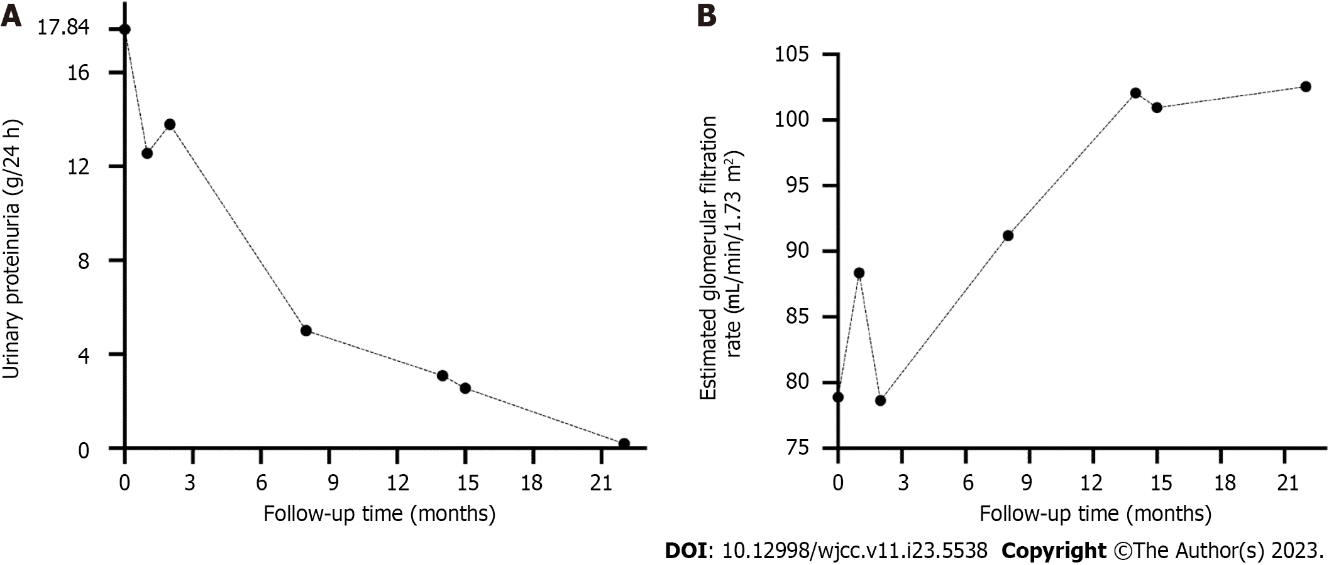 A
17.84
16
12
8
4
0
Urinary proteinuria (g/24 h)
0 3 6 9 12 15 18 21
Follow-up time (months)
B
105
100
95
90
85
80
75
Estimated glomerular filtration
rate (mL/min/1.73 m²)
0 3 6 9 12 15 18 21
Follow-up time (months)
DOI: 10.12998/wjcc.v11.i23.5538 Copyright ©The Author(s) 2023.